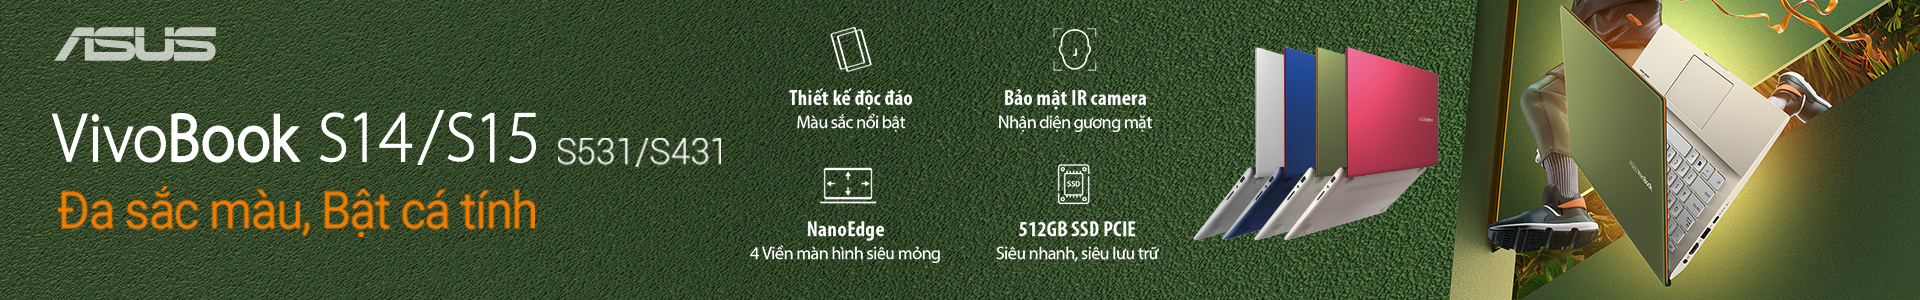 ASUS
VivoBook S14/S15 S531/S431
Đa sắc màu, Bật cá tính
Thiết kế độc đáo
Màu sắc nổi bật
Bảo mật IR camera
Nhận diện gương mặt
NanoEdge
4 Viền màn hình siêu mỏng
SSD
512GB SSD PCIE
Siêu nhanh, siêu lưu trữ